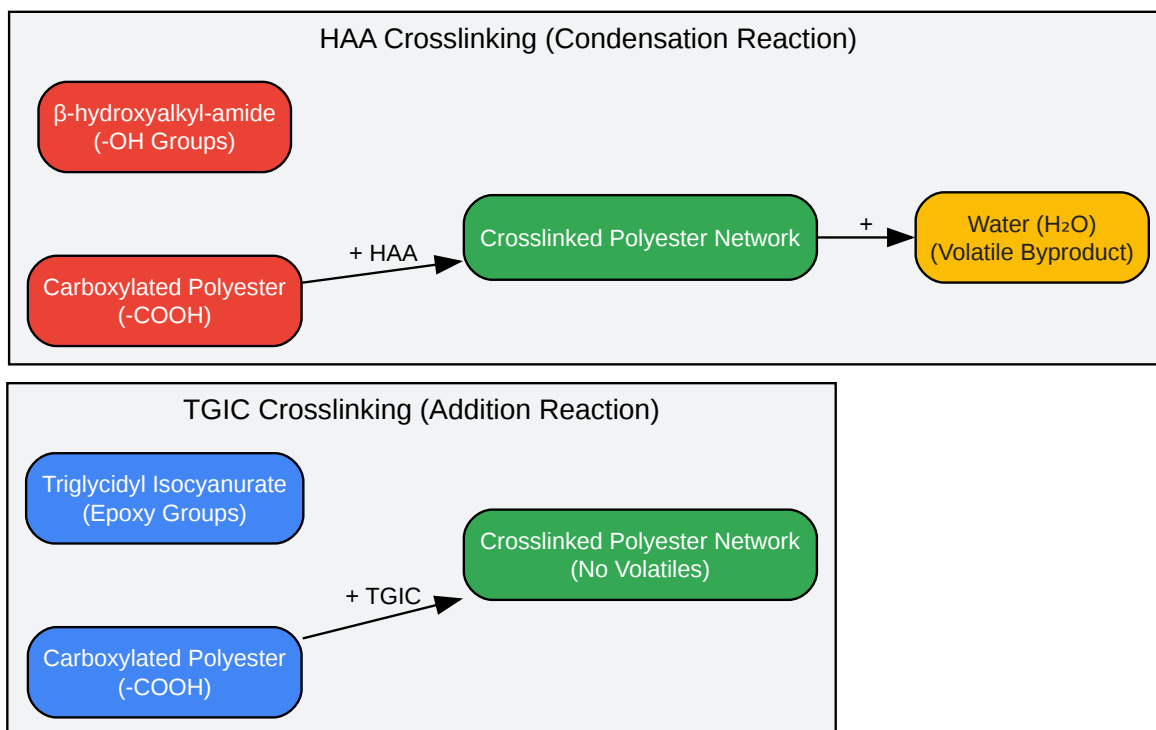 HAA Crosslinking (Condensation Reaction)
β-hydroxyalkyl-amide
(-OH Groups)
Carboxylated Polyester
(-COOH)
+ HAA
Crosslinked Polyester Network
+
Water (H₂O)
(Volatile Byproduct)
TGIC Crosslinking (Addition Reaction)
Triglycidyl Isocyanurate
(Epoxy Groups)
Carboxylated Polyester
(-COOH)
+ TGIC
Crosslinked Polyester Network
(No Volatiles)